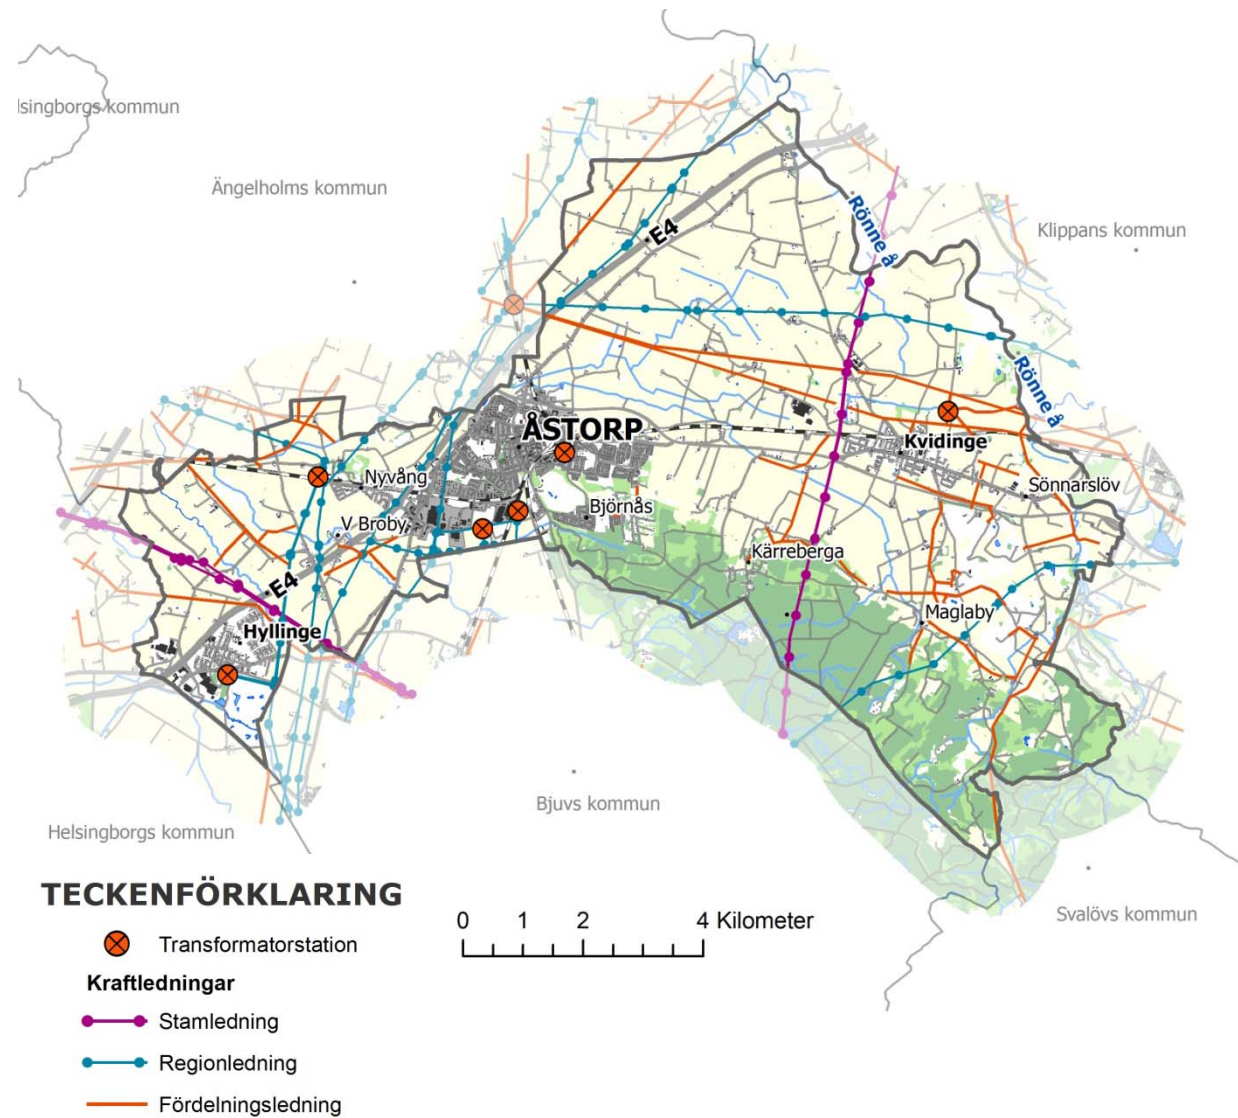 lsingborgs kommun
Ängelholms kommun
Klippans kommun
Rönne å
E4
Rönne å
ÅSTORP
Kvidinge
Nyvång
Sönnarslöv
Björnås
V Broby
Kärreberga
E4
Maglaby
Hyllinge
Bjuvs kommun
Helsingborgs kommun
Svalövs kommun
TECKENFÖRKLARING
0 1 2 4 Kilometer
Transformatorstation
Kraftledningar
Stamledning
Regionledning
Fördelningsledning